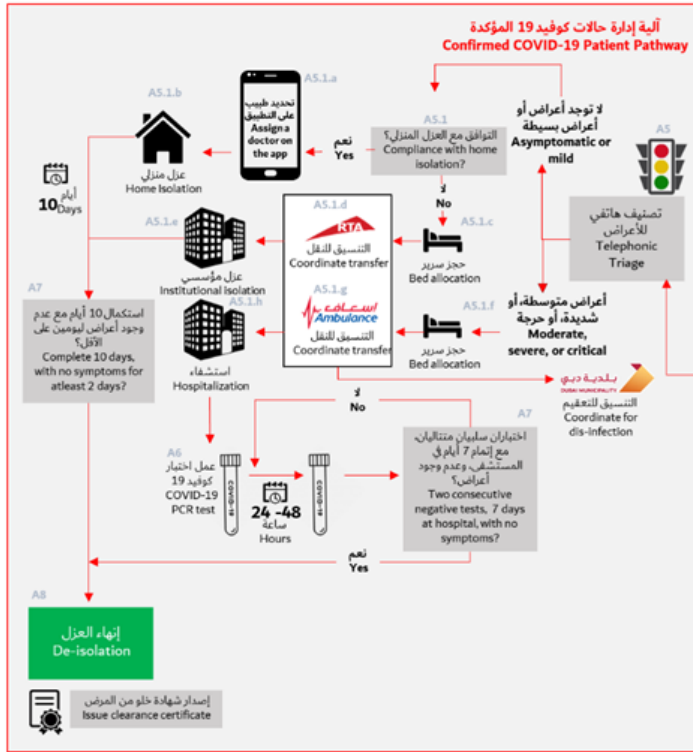 آلية إدارة حالات كوفيد 19 المؤكدة
Confirmed COVID-19 Patient Pathway
A5
تصنيف هاتفي
للأعراض
Telephonic
Triage
لا توجد أعراض أو
أعراض بسيطة
Asymptomatic or
mild
A5.1
التوافق مع العزل المنزلي؟
Compliance with home
isolation?
نعم
Yes
A5.1.a
تحديد طبيب
على التطبيق
Assign a
doctor on
the app
A5.1.b
عزل منزلي
Home Isolation
10 أيام
Days
لا
No
A5.1.c
حجز سرير
Bed allocation
A5.1.d
RTA
التنسيق للنقل
Coordinate transfer
A5.1.e
عزل مؤسسي
Institutional isolation
أعراض متوسطة، أو
شديدة، أو حرجة
Moderate,
severe, or critical
A5.1.f
حجز سرير
Bed allocation
A5.1.g
إسعاف
Ambulance
التنسيق للنقل
Coordinate transfer
A5.1.h
استشفاء
Hospitalization
بلدية دبي
DUBAI MUNICIPALITY
التنسيق للتعقيم
Coordinate for
dis-infection
A7
استكمال 10 أيام مع عدم
وجود أعراض ليومين على
الأقل؟
Complete 10 days,
with no symptoms for
atleast 2 days?
A6
عمل اختبار
كوفيد 19
COVID-19
PCR test
COVID-19
24 -48
ساعة
Hours
COVID-19
لا
No
A7
اختباران سلبيان متتاليان،
مع إتمام 7 أيام في
المستشفى، وعدم وجود
أعراض؟
Two consecutive
negative tests, 7 days
at hospital, with no
symptoms?
نعم
Yes
A8
إنهاء العزل
De-isolation
إصدار شهادة خلو من المرض
Issue clearance certificate